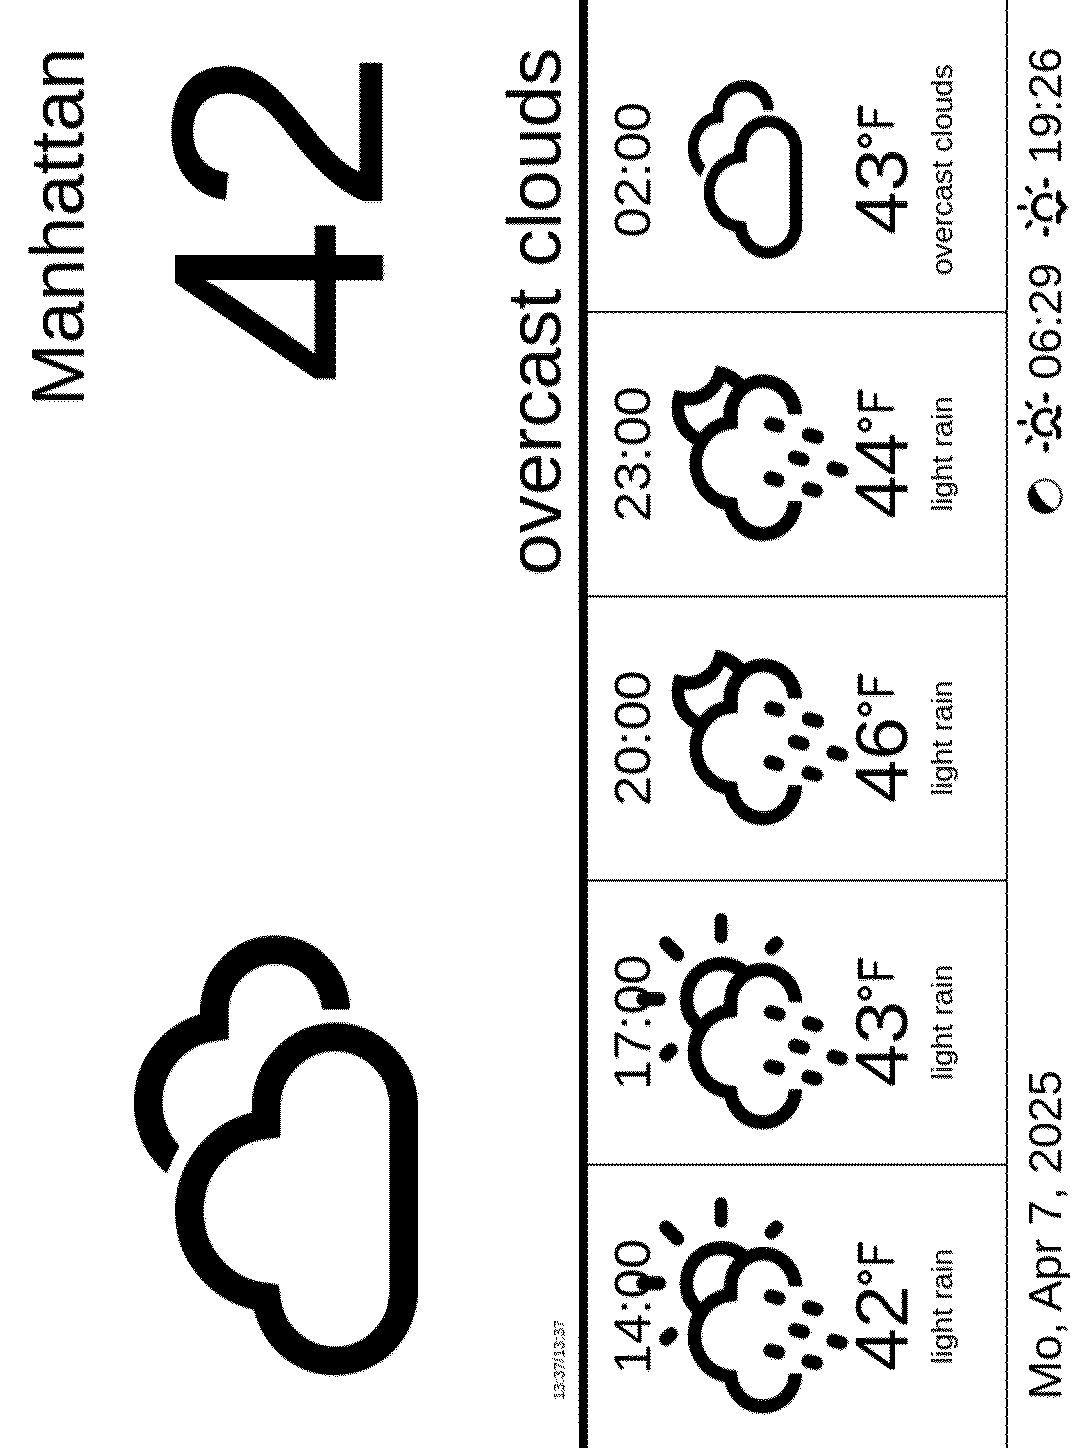 Manhattan
42
overcast clouds
13:37/13:37
14:00 17:00 20:00 23:00 02:00
42°F 43°F 46°F 44°F 43°F
light rain light rain light rain light rain overcast clouds
Mo, Apr 7, 2025 06:29 19:26